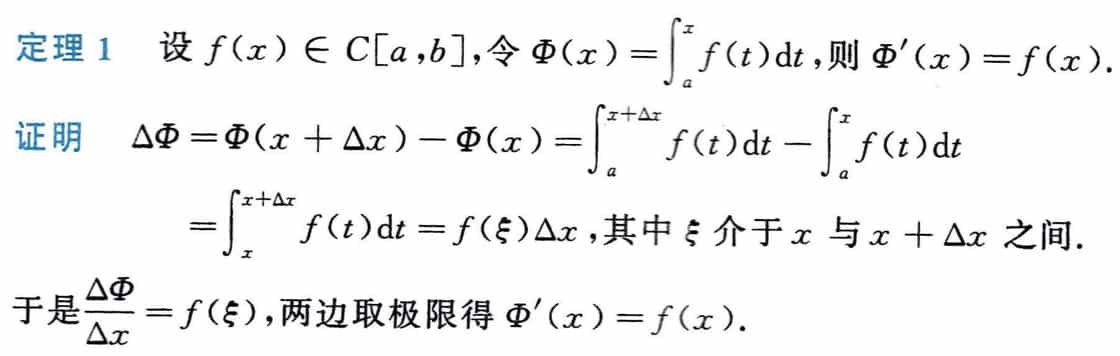 定理 1 设 f(x) ∈ C[a,b],令 Φ(x) = ∫ₐˣ f(t)dt,则 Φ′(x) = f(x).
证明 ΔΦ = Φ(x + Δx) − Φ(x) = ∫_a^{x+Δx} f(t)dt − ∫_a^x f(t)dt
= ∫_x^{x+Δx} f(t)dt = f(ξ)Δx,其中 ξ 介于 x 与 x + Δx 之间.
于是 ΔΦ/Δx = f(ξ),两边取极限得 Φ′(x) = f(x).